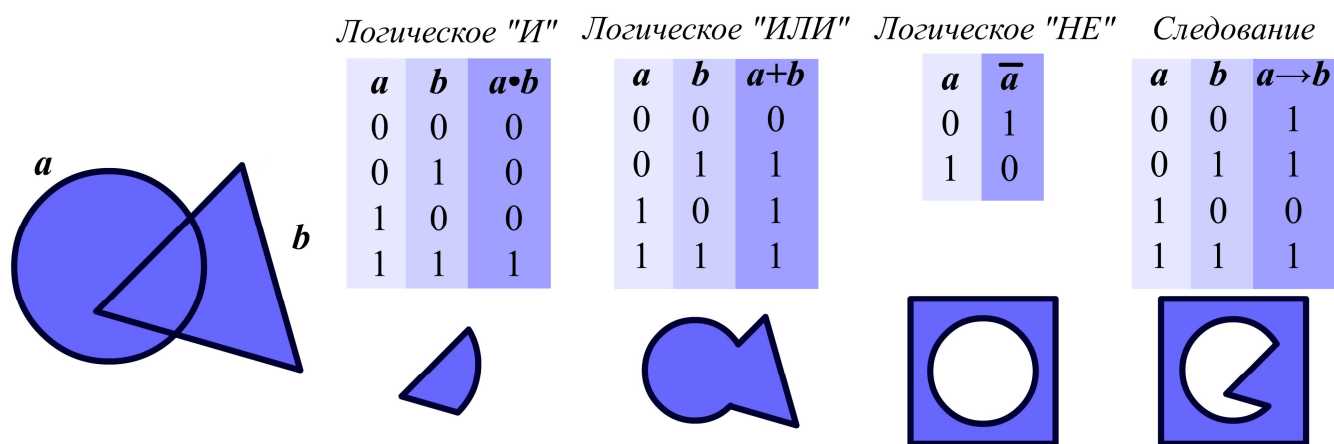 Логическое "И"
a b a•b
0 0 0
0 1 0
1 0 0
1 1 1
Логическое "ИЛИ"
a b a+b
0 0 0
0 1 1
1 0 1
1 1 1
Логическое "НЕ"
a a̅
0 1
1 0
Следование
a b a→b
0 0 1
0 1 1
1 0 0
1 1 1
a
b